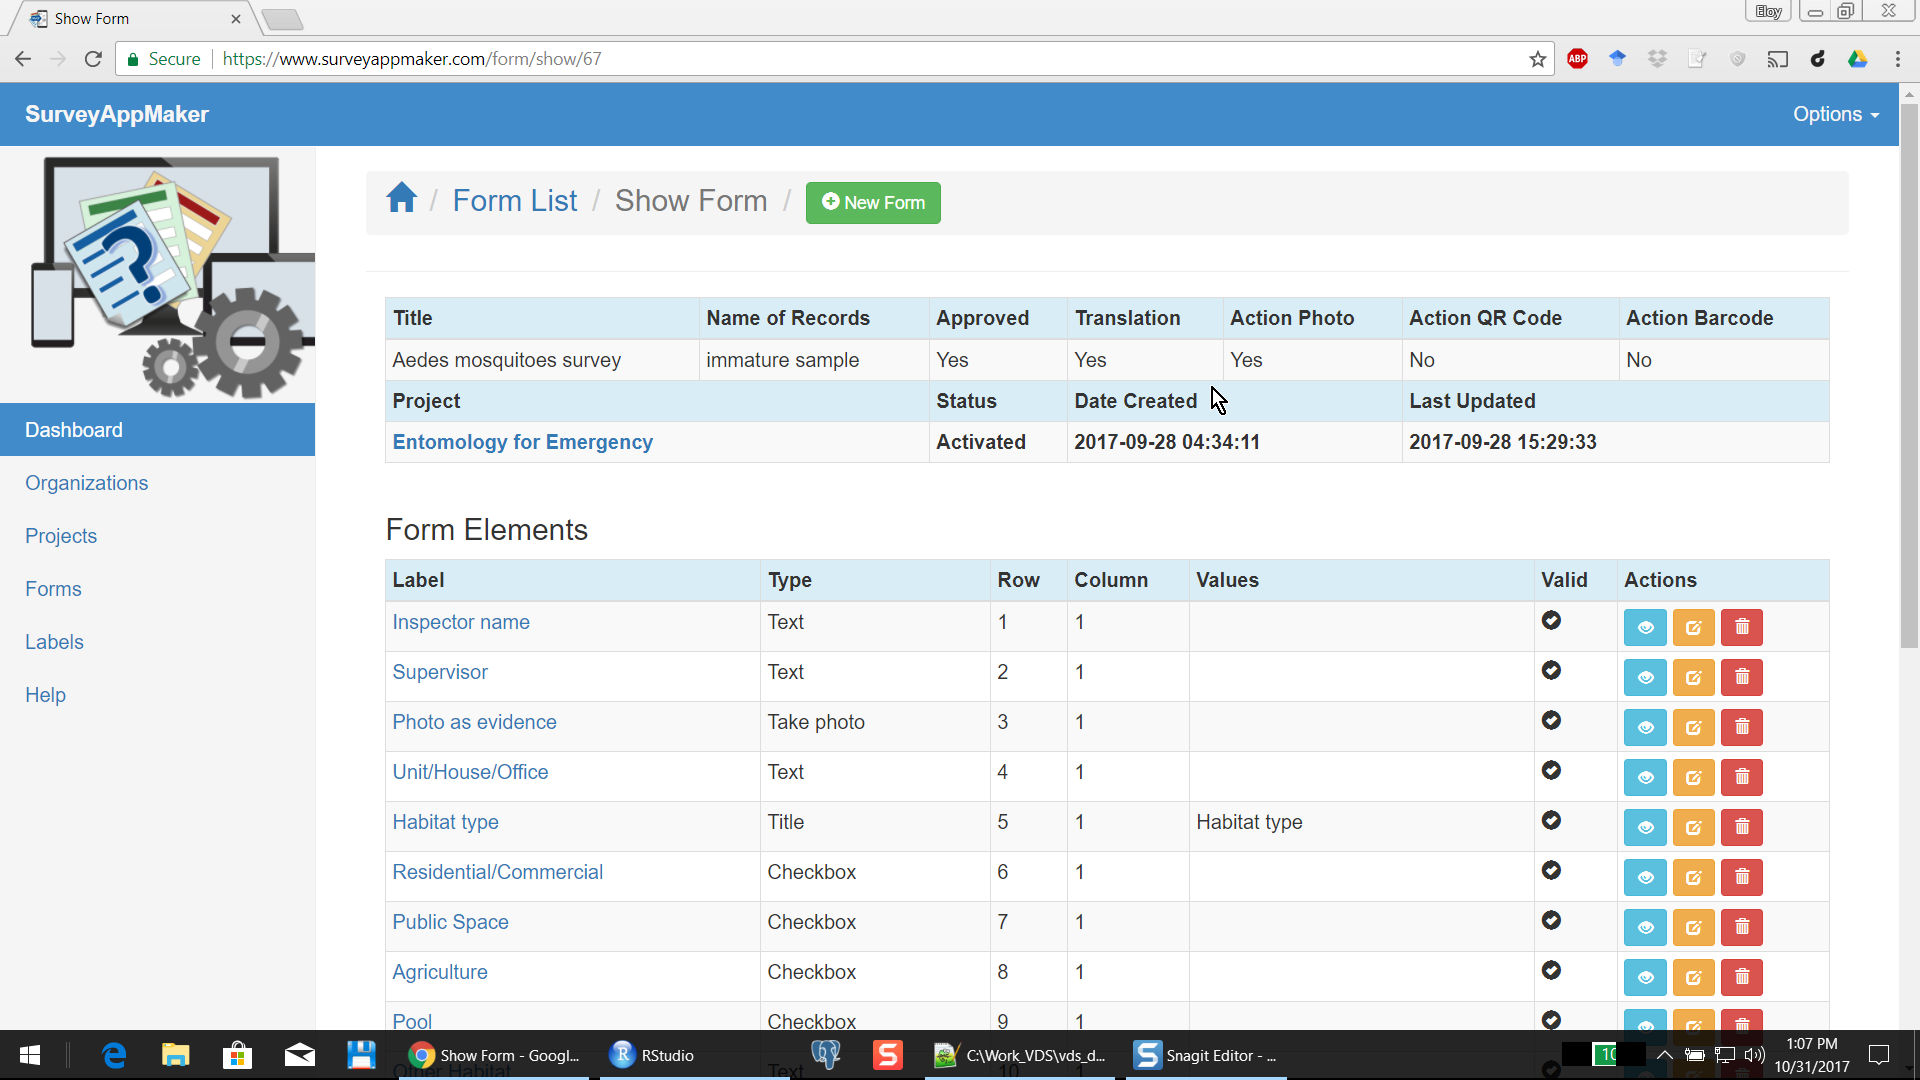 Show Form
Eloy
Secure https://www.surveyappmaker.com/form/show/67
ABP
SurveyAppMaker
Options
Form List / Show Form / New Form
Title Name of Records Approved Translation Action Photo Action QR Code Action Barcode
Aedes mosquitoes survey immature sample Yes Yes Yes No No
Project Status Date Created Last Updated
Entomology for Emergency Activated 2017-09-28 04:34:11 2017-09-28 15:29:33
Dashboard
Organizations
Projects
Forms
Labels
Help
Form Elements
Label Type Row Column Values Valid Actions
Inspector name Text 1 1
Supervisor Text 2 1
Photo as evidence Take photo 3 1
Unit/House/Office Text 4 1
Habitat type Title 5 1 Habitat type
Residential/Commercial Checkbox 6 1
Public Space Checkbox 7 1
Agriculture Checkbox 8 1
Pool Checkbox 9 1
Other Habitat Text 10 1
Show Form - Googl...
RStudio
C:\Work_VDS\vds_d...
Snagit Editor - ...
10
1:07 PM
10/31/2017